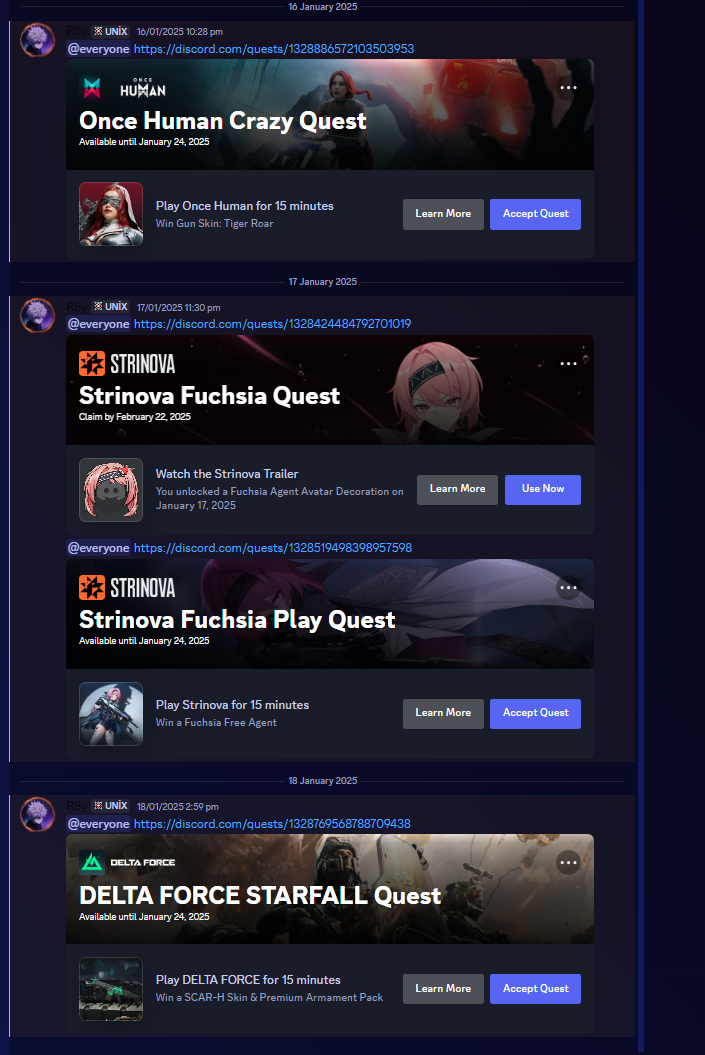 16 January 2025
R8y UNİX 16/01/2025 10:28 pm
@everyone https://discord.com/quests/1328886572103503953
ONCE
HUMAN
Once Human Crazy Quest
Available until January 24, 2025
Play Once Human for 15 minutes
Win Gun Skin: Tiger Roar
Learn More
Accept Quest
17 January 2025
R8y UNİX 17/01/2025 11:30 pm
@everyone https://discord.com/quests/1328424484792701019
STRINOVA
Strinova Fuchsia Quest
Claim by February 22, 2025
Watch the Strinova Trailer
You unlocked a Fuchsia Agent Avatar Decoration on
January 17, 2025
Learn More
Use Now
@everyone https://discord.com/quests/1328519498398957598
STRINOVA
Strinova Fuchsia Play Quest
Available until January 24, 2025
Play Strinova for 15 minutes
Win a Fuchsia Free Agent
Learn More
Accept Quest
18 January 2025
R8y UNİX 18/01/2025 2:59 pm
@everyone https://discord.com/quests/1328769568788709438
DELTA FORCE
DELTA FORCE STARFALL Quest
Available until January 24, 2025
Play DELTA FORCE for 15 minutes
Win a SCAR-H Skin & Premium Armament Pack
Learn More
Accept Quest